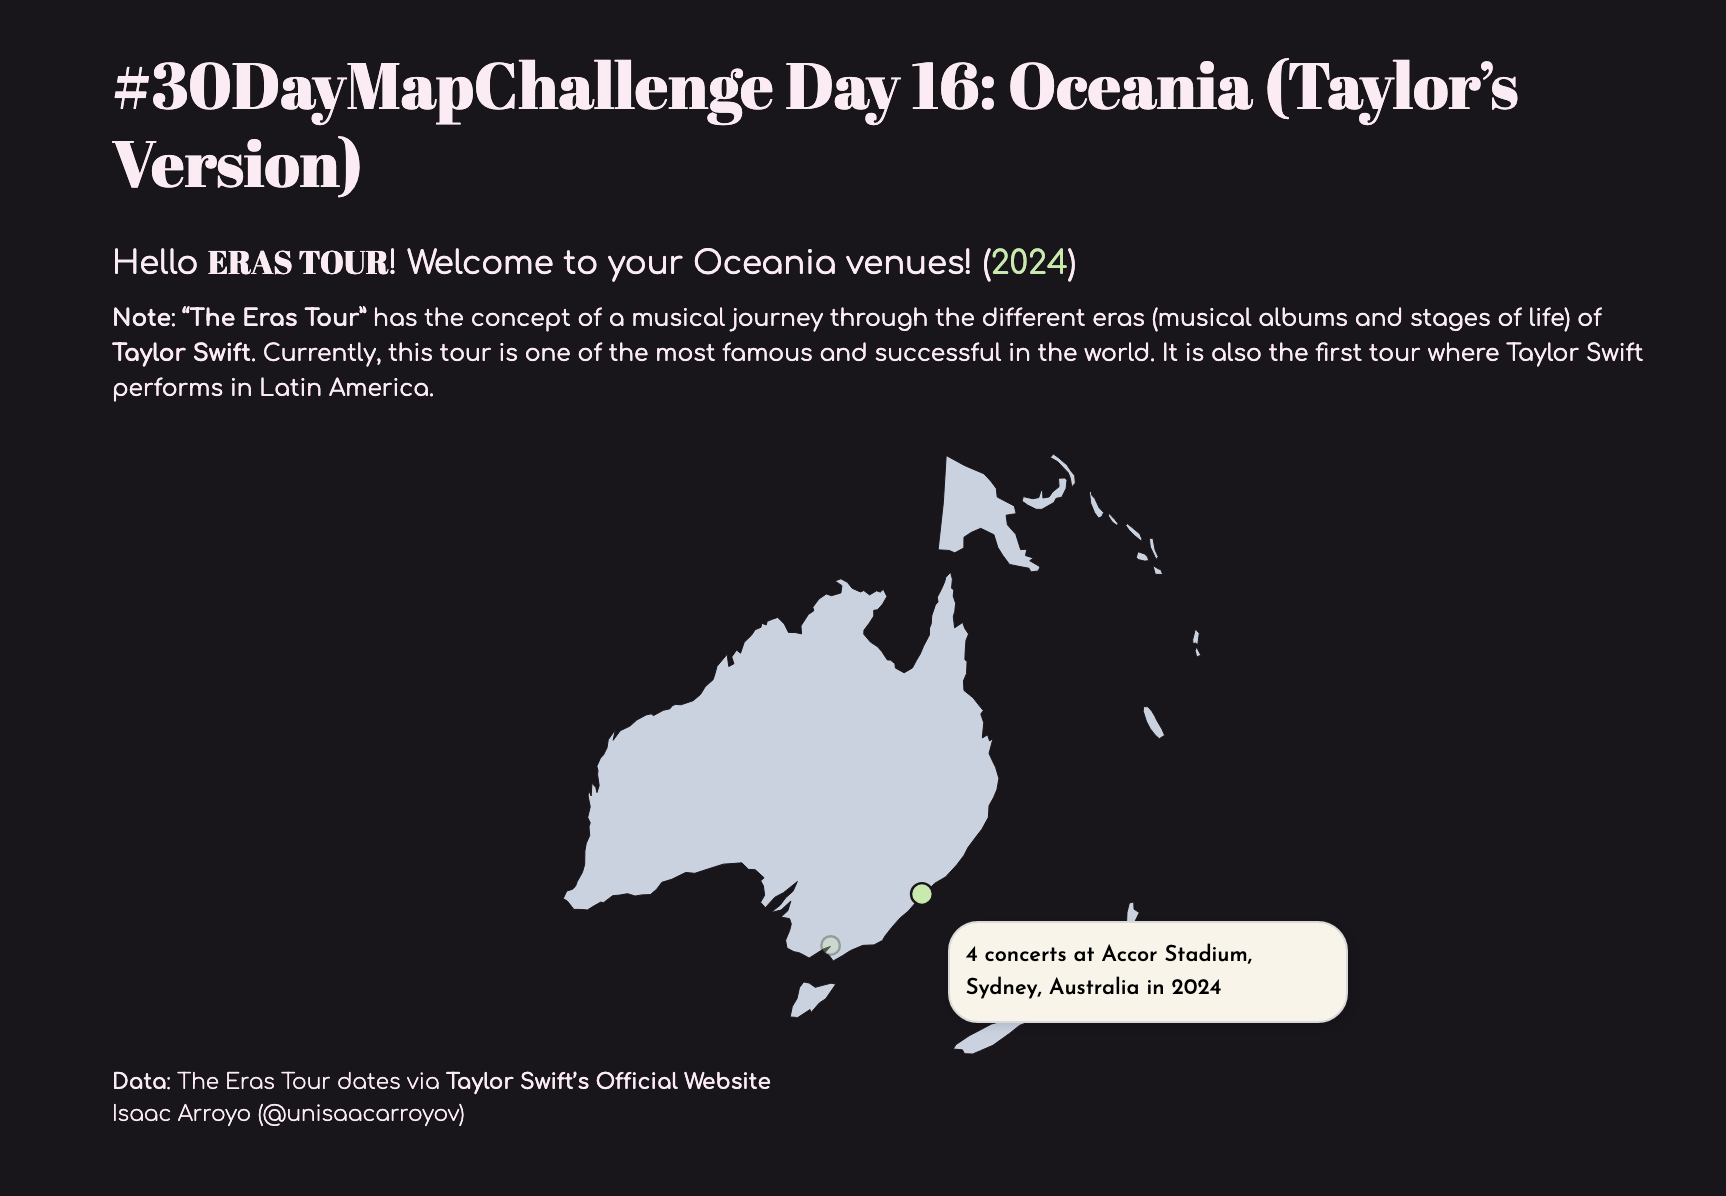 #30DayMapChallenge Day 16: Oceania (Taylor’s
Version)
Hello ERAS TOUR! Welcome to your Oceania venues! (2024)
Note: “The Eras Tour” has the concept of a musical journey through the different eras (musical albums and stages of life) of
Taylor Swift. Currently, this tour is one of the most famous and successful in the world. It is also the first tour where Taylor Swift
performs in Latin America.
4 concerts at Accor Stadium,
Sydney, Australia in 2024
Data: The Eras Tour dates via Taylor Swift’s Official Website
Isaac Arroyo (@unisaacarroyov)